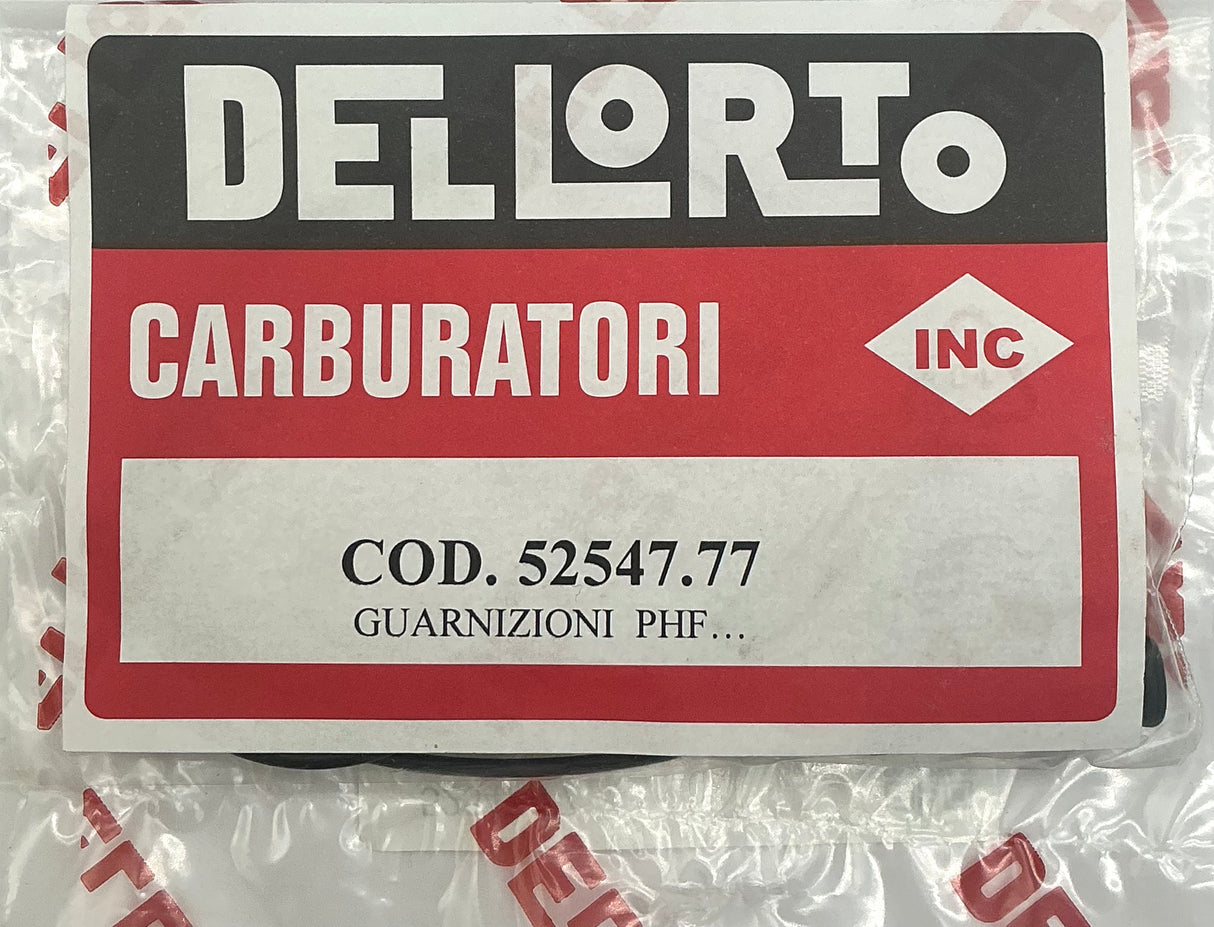 DELLORTO
CARBURATORI
INC
COD. 52547.77
GUARNIZIONI PHF...